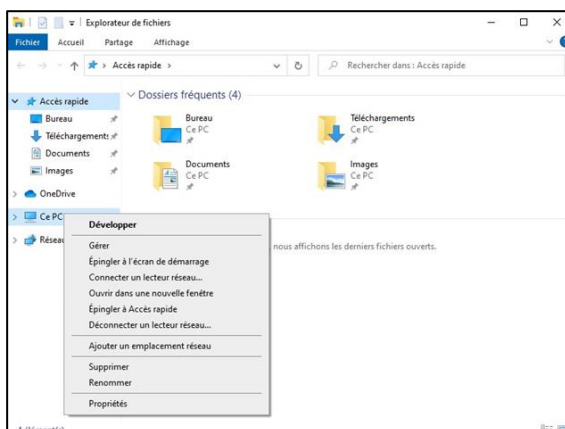 Explorateur de fichiers
Fichier Accueil Partage Affichage
Accès rapide Rechercher dans : Accès rapide
Accès rapide
Bureau
Téléchargements
Documents
Images
OneDrive
Ce PC
Réseau
Dossiers fréquents (4)
Bureau
Ce PC
Téléchargements
Ce PC
Documents
Ce PC
Images
Ce PC
nous affichons les derniers fichiers ouverts.
Développer
Gérer
Épingler à l'écran de démarrage
Connecter un lecteur réseau...
Ouvrir dans une nouvelle fenêtre
Épingler à Accès rapide
Déconnecter un lecteur réseau...
Ajouter un emplacement réseau
Supprimer
Renommer
Propriétés